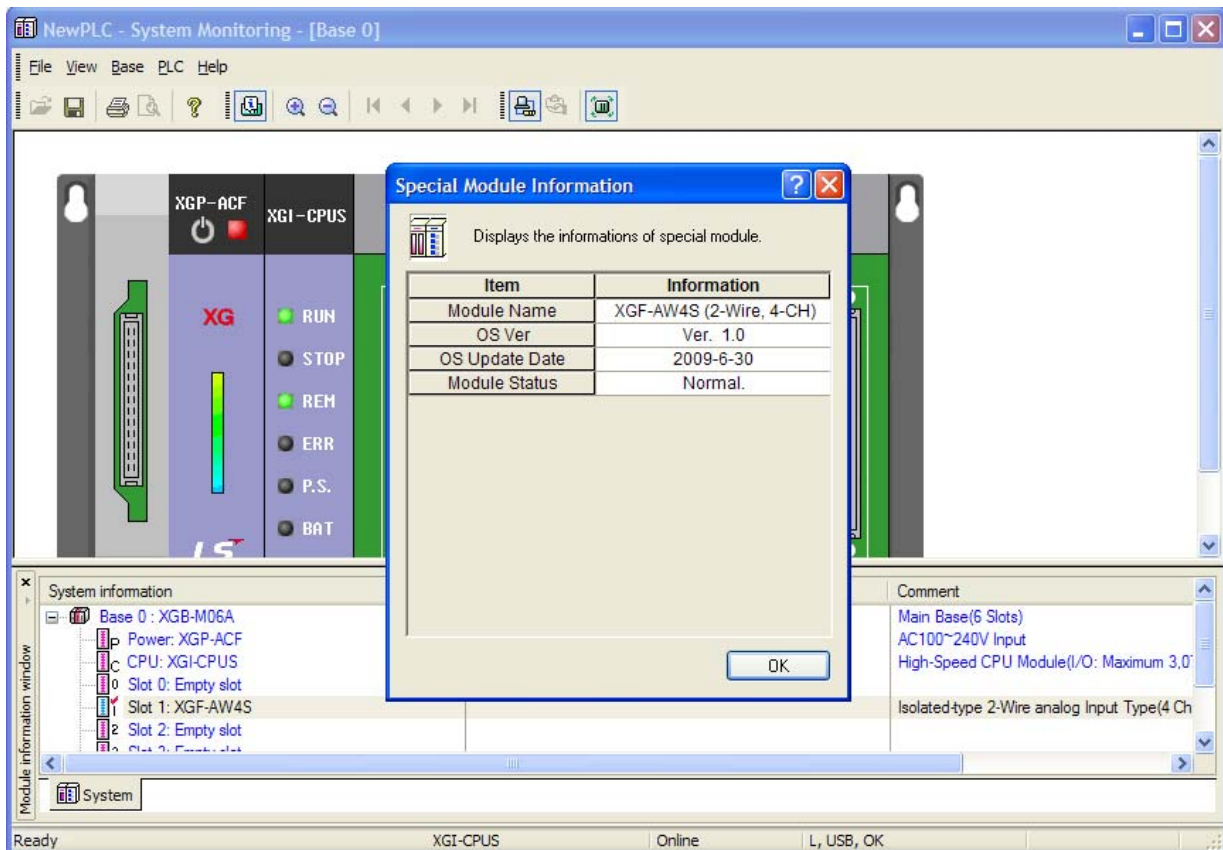 NewPLC - System Monitoring - [Base 0]
File View Base PLC Help
XGP-ACF
XGI-CPUS
XG
RUN
STOP
REM
ERR
P.S.
BAT
LS
Special Module Information
Displays the informations of special module.
Item Information
Module Name XGF-AW4S (2-Wire, 4-CH)
OS Ver Ver. 1.0
OS Update Date 2009-6-30
Module Status Normal.
OK
Module information window
System information Comment
Base 0 : XGB-M06A Main Base(6 Slots)
Power: XGP-ACF AC100~240V Input
CPU: XGI-CPUS High-Speed CPU Module(I/O: Maximum 3,0
Slot 0: Empty slot
Slot 1: XGF-AW4S Isolated-type 2-Wire analog Input Type(4 Ch
Slot 2: Empty slot
System
Ready XGI-CPUS Online L, USB, OK